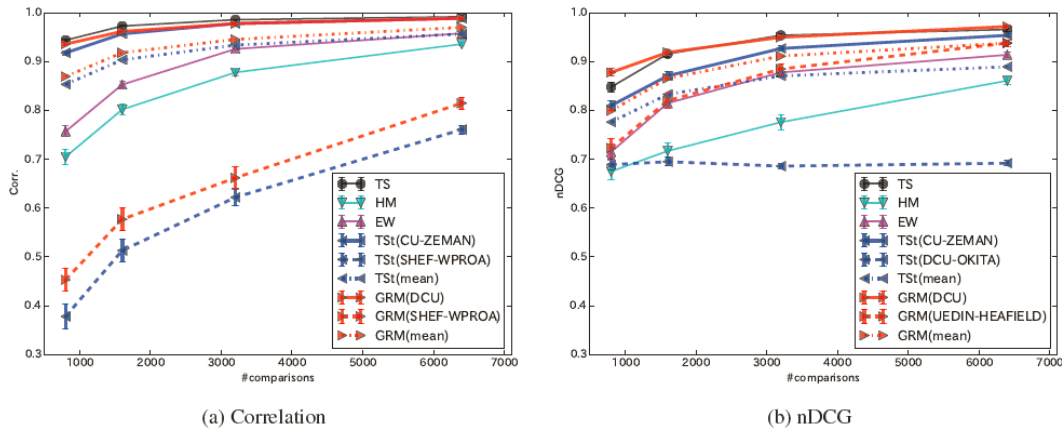 1.0
0.9
0.8
0.7
0.6
0.5
0.4
0.3
Corr.
1000 2000 3000 4000 5000 6000 7000
#comparisons
TS
HM
EW
TSt(CU-ZEMAN)
TSt(SHEF-WPROA)
TSt(mean)
GRM(DCU)
GRM(SHEF-WPROA)
GRM(mean)
(a) Correlation
1.0
0.9
0.8
0.7
0.6
0.5
0.4
0.3
nDCG
1000 2000 3000 4000 5000 6000 7000
#comparisons
TS
HM
EW
TSt(CU-ZEMAN)
TSt(DCU-OKITA)
TSt(mean)
GRM(DCU)
GRM(UEDIN-HEAFIELD)
GRM(mean)
(b) nDCG